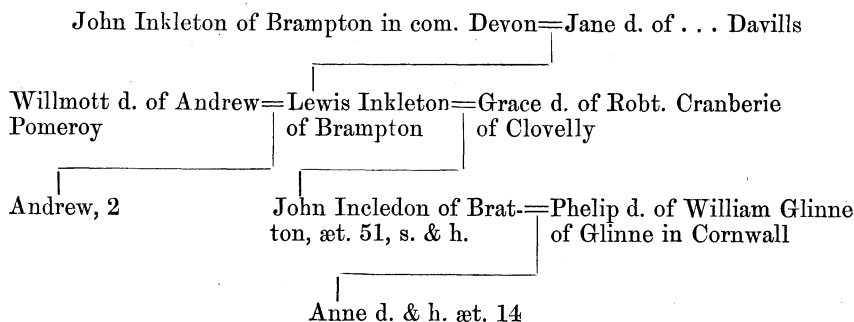 John Inkleton of Brampton in com. Devon=Jane d. of . . . Davills
Willmott d. of Andrew=Lewis Inkleton=Grace d. of Robt. Cranberie
Pomeroy of Brampton of Clovelly
Andrew, 2 John Incledon of Brat-=Phelip d. of William Glinne
ton, æt. 51, s. & h. of Glinne in Cornwall
Anne d. & h. æt. 14